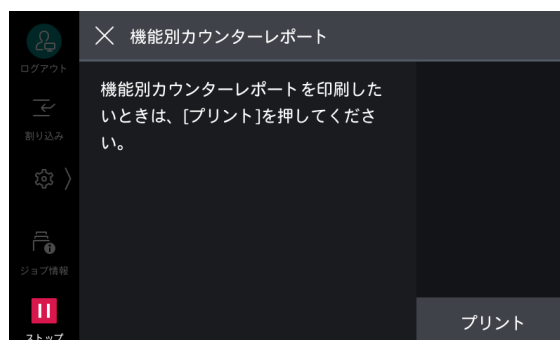 機能別カウンターレポート
ログアウト
機能別カウンターレポートを印刷した
いときは、[プリント]を押してくださ
い。
割り込み
ジョブ情報
ストップ
プリント